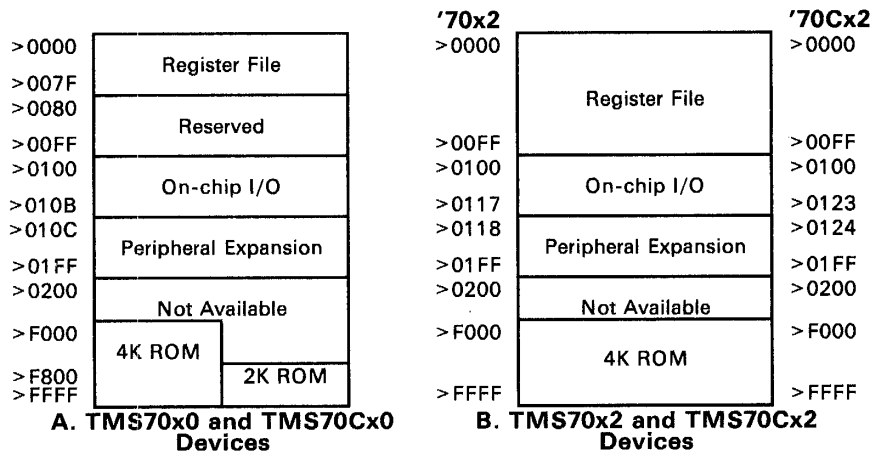 >0000
Register File
>007F
>0080
Reserved
>00FF
>0100
On-chip I/O
>010B
>010C
Peripheral Expansion
>01FF
>0200
Not Available
>F000
4K ROM
>F800
2K ROM
>FFFF
A. TMS70x0 and TMS70Cx0
Devices
'70x2
'70Cx2
>0000
>0000
Register File
>00FF
>00FF
>0100
>0100
On-chip I/O
>0117
>0123
>0118
>0124
Peripheral Expansion
>01FF
>01FF
>0200
>0200
Not Available
>F000
>F000
4K ROM
>FFFF
>FFFF
B. TMS70x2 and TMS70Cx2
Devices